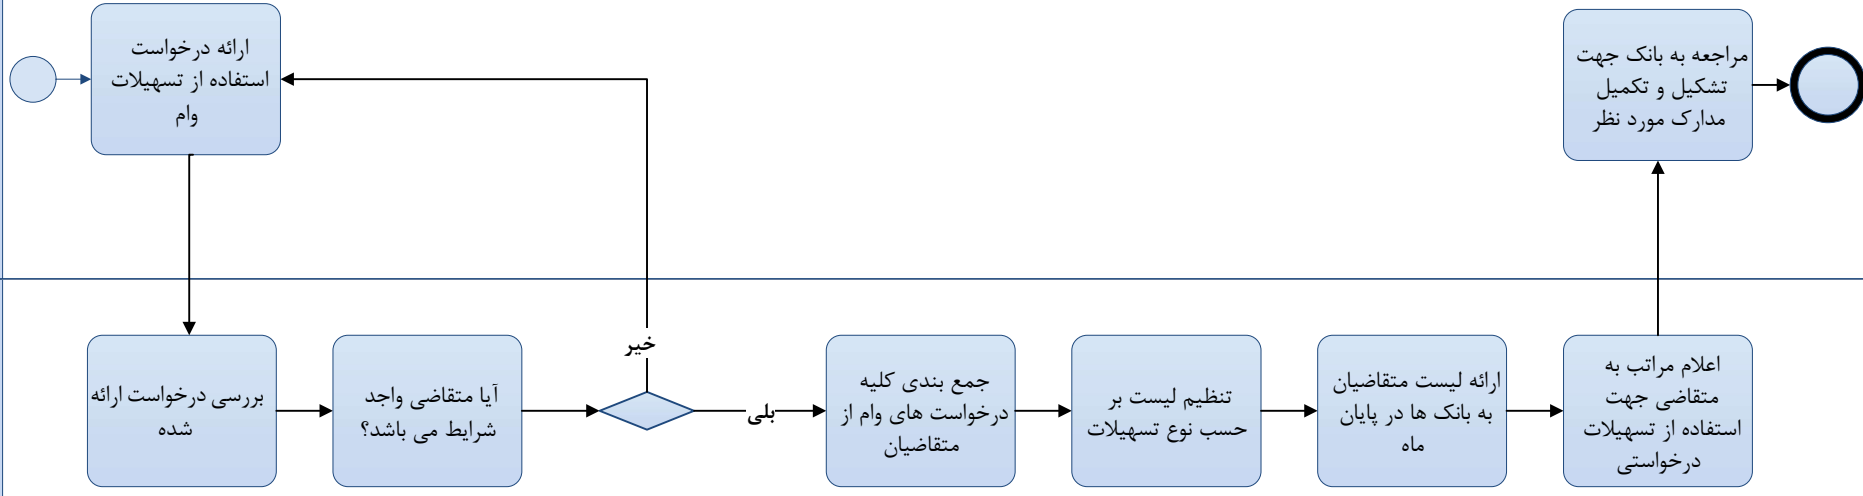 ارائه درخواست
استفاده از تسهیلات
وام
مراجعه به بانک جهت
تشکیل و تکمیل
مدارک مورد نظر
بررسی درخواست ارائه
شده
آیا متقاضی واجد
شرایط می باشد؟
خیر
بلی
جمع بندی کلیه
درخواست های وام از
متقاضیان
تنظیم لیست بر
حسب نوع تسهیلات
ارائه لیست متقاضیان
به بانک ها در پایان
ماه
اعلام مراتب به
متقاضی جهت
استفاده از تسهیلات
درخواستی